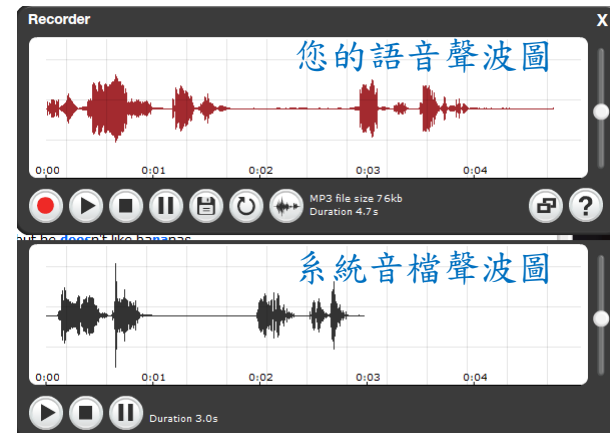 Recorder X
您的語音聲波圖
0:00 0:01 0:02 0:03 0:04
MP3 file size 76kb
Duration 4.7s
?
but he doesn't like bananas
系統音檔聲波圖
0:00 0:01 0:02 0:03 0:04
Duration 3.0s